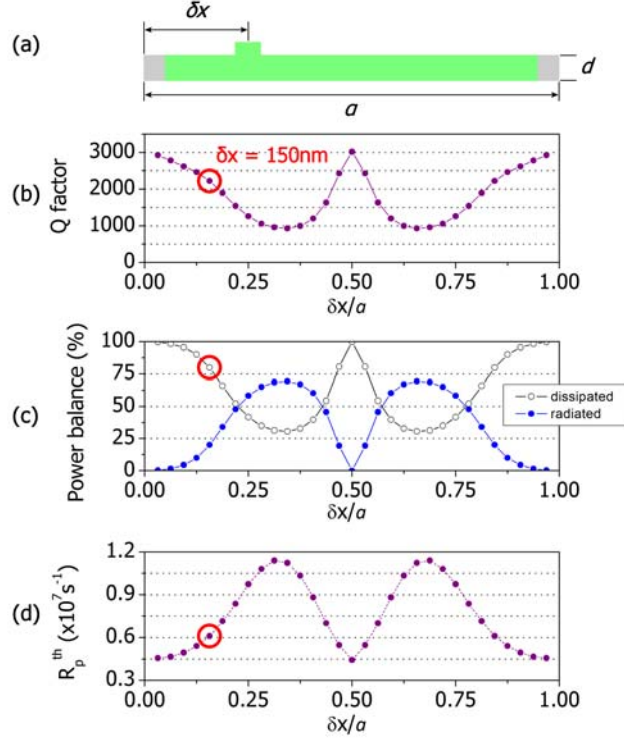 δx
(a)
d
a
(b)
δx = 150nm
Q factor
3000
2000
1000
0
0.00 0.25 0.50 0.75 1.00
δx/a
(c)
Power balance (%)
100
75
50
25
0
dissipated
radiated
0.00 0.25 0.50 0.75 1.00
δx/a
(d)
R_p^th (x10^7s^-1)
1.2
0.9
0.6
0.3
0.00 0.25 0.50 0.75 1.00
δx/a